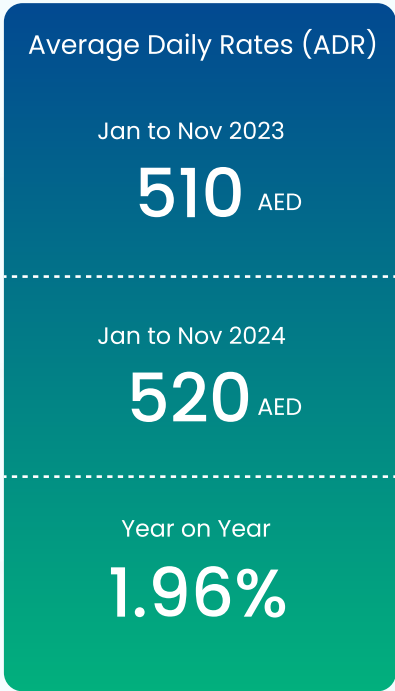 Average Daily Rates (ADR)
Jan to Nov 2023
510 AED
Jan to Nov 2024
520 AED
Year on Year
1.96%